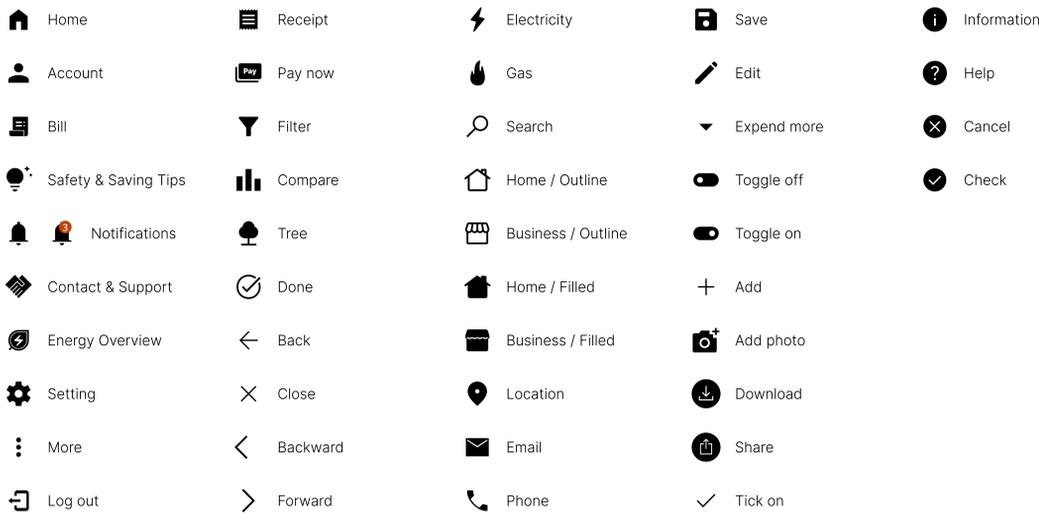 Home
Account
Bill
Safety & Saving Tips
3 Notifications
Contact & Support
Energy Overview
Setting
More
Log out
Receipt
Pay Pay now
Filter
Compare
Tree
Done
Back
Close
Backward
Forward
Electricity
Gas
Search
Home / Outline
Business / Outline
Home / Filled
Business / Filled
Location
Email
Phone
Save
Edit
Expend more
Toggle off
Toggle on
Add
Add photo
Download
Share
Tick on
Information
Help
Cancel
Check